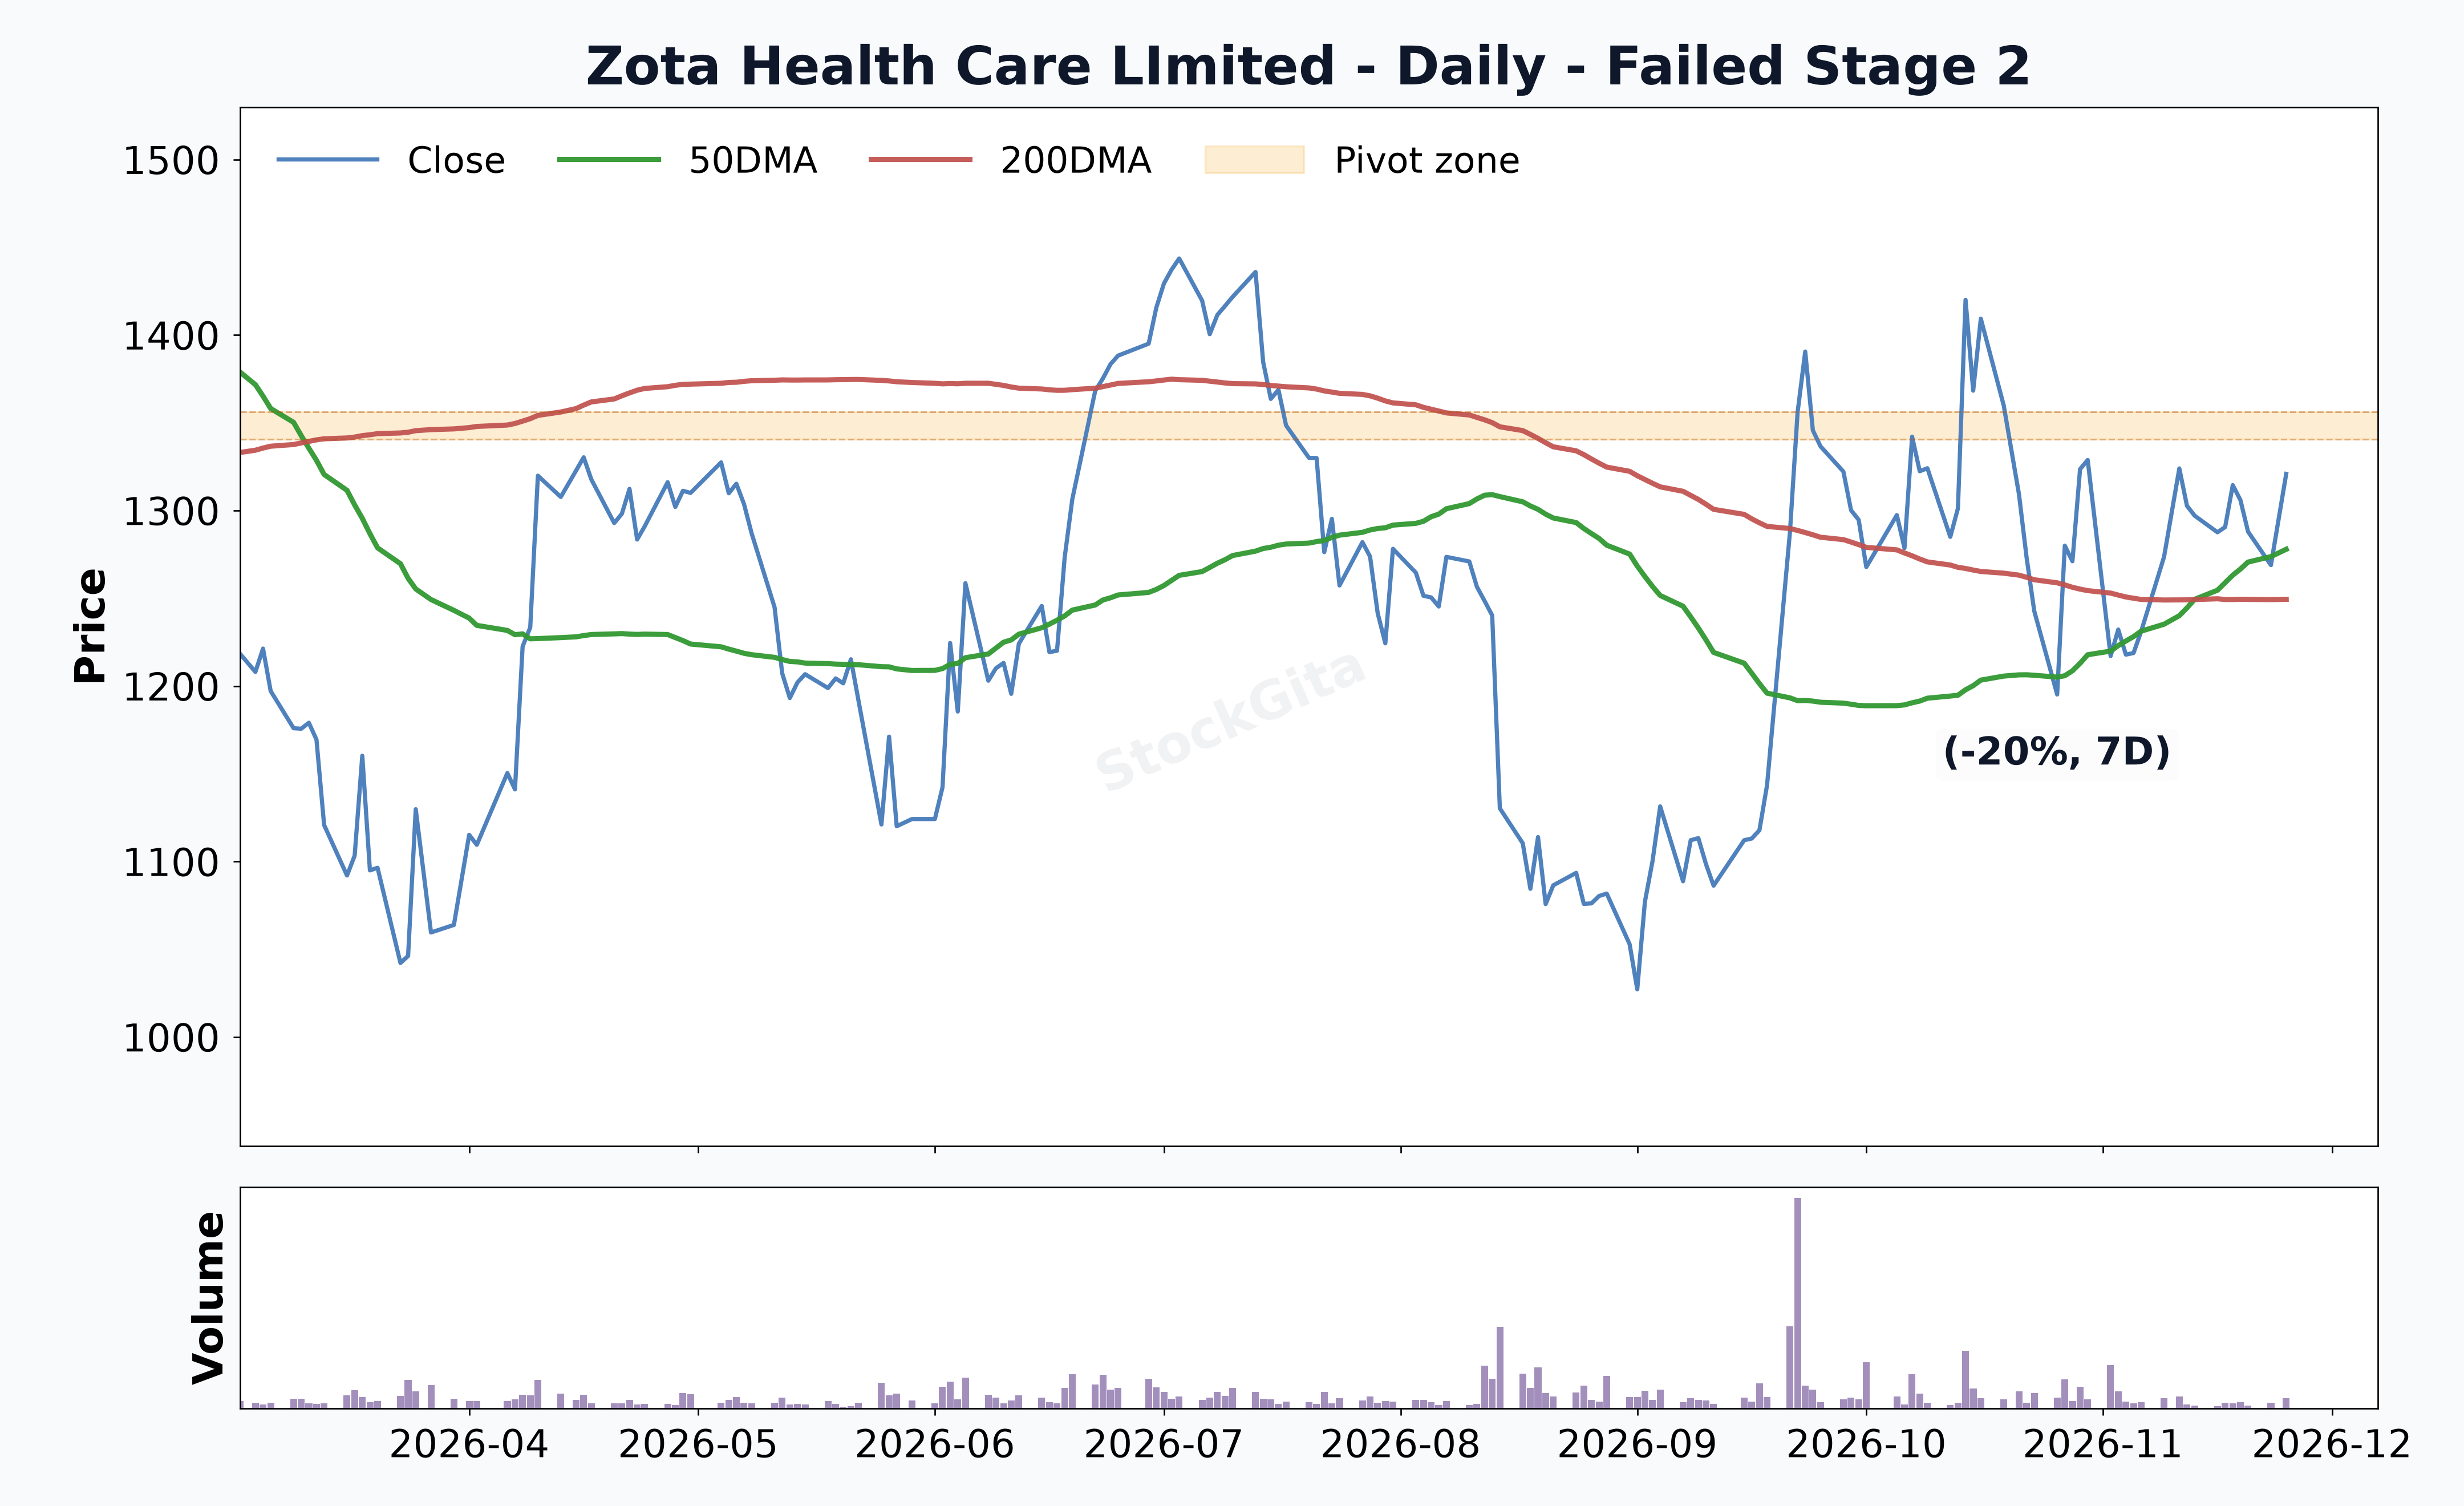 Zota Health Care LImited - Daily - Failed Stage 2
Close 50DMA 200DMA Pivot zone
Price
1500
1400
1300
1200
1100
1000
StockGita
(-20%, 7D)
Volume
2026-04 2026-05 2026-06 2026-07 2026-08 2026-09 2026-10 2026-11 2026-12